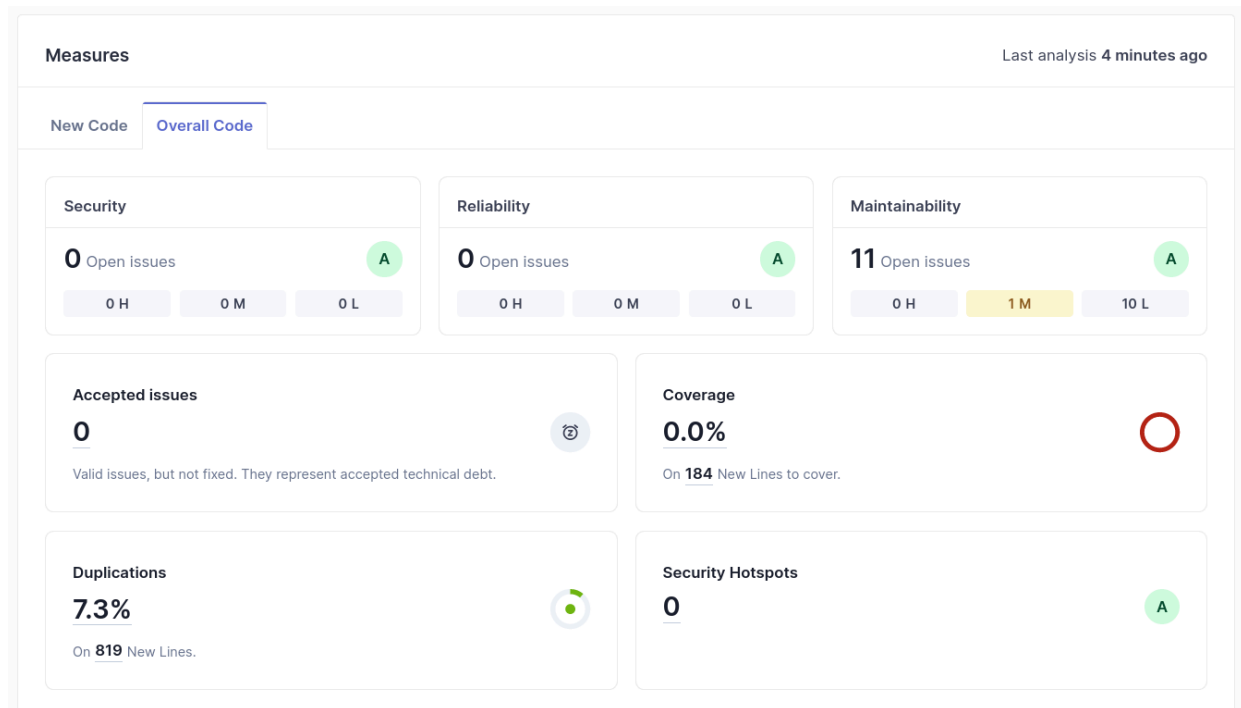 Measures
Last analysis 4 minutes ago
New Code
Overall Code
Security
0 Open issues
A
0 H
0 M
0 L
Reliability
0 Open issues
A
0 H
0 M
0 L
Maintainability
11 Open issues
A
0 H
1 M
10 L
Accepted issues
0
z
Valid issues, but not fixed. They represent accepted technical debt.
Coverage
0.0%
On 184 New Lines to cover.
Duplications
7.3%
On 819 New Lines.
Security Hotspots
0
A